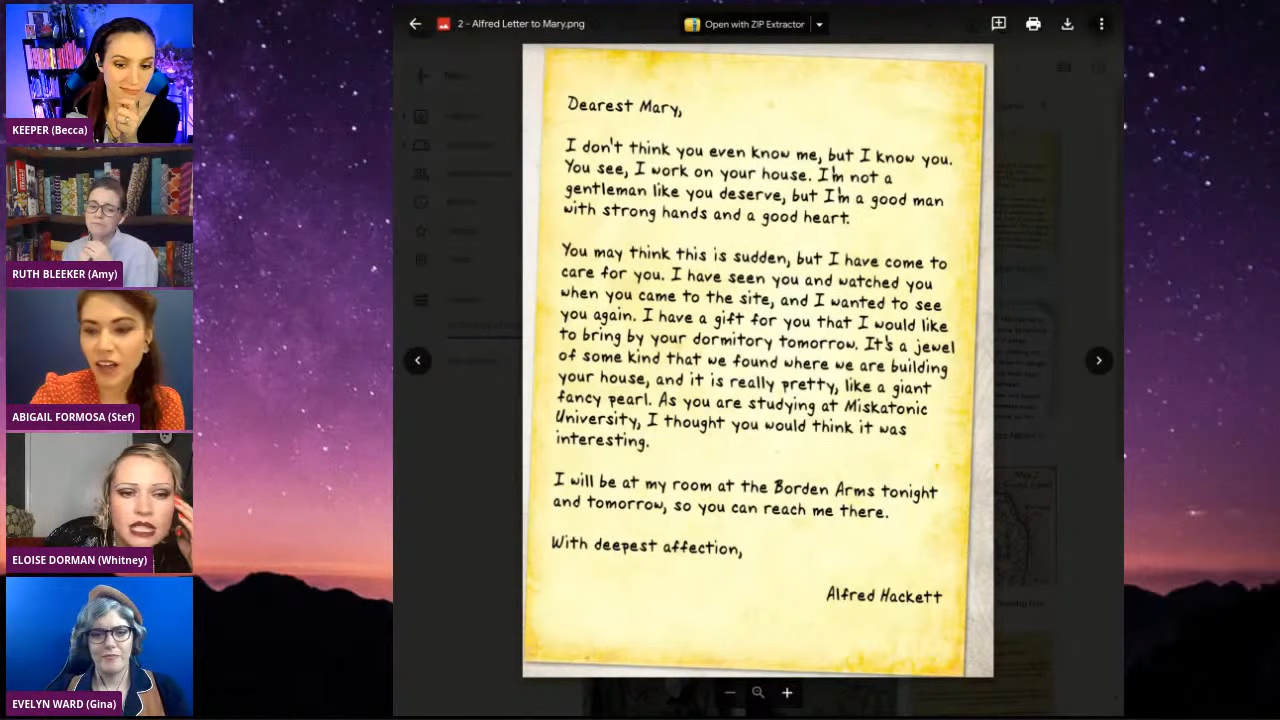 2 - Alfred Letter to Mary.png
Open with ZIP Extractor
KEEPER (Becca)
RUTH BLEEKER (Amy)
ABIGAIL FORMOSA (Stef)
ELOISE DORMAN (Whitney)
EVELYN WARD (Gina)
Dearest Mary,
I don't think you even know me, but I know you.
You see, I work on your house. I'm not a
gentleman like you deserve, but I'm a good man
with strong hands and a good heart.
You may think this is sudden, but I have come to
care for you. I have seen you and watched you
when you came to the site, and I wanted to see
you again. I have a gift for you that I would like
to bring by your dormitory tomorrow. It's a jewel
of some kind that we found where we are building
your house, and it is really pretty, like a giant
fancy pearl. As you are studying at Miskatonic
University, I thought you would think it was
interesting.
I will be at my room at the Borden Arms tonight
and tomorrow, so you can reach me there.
With deepest affection,
Alfred Hackett